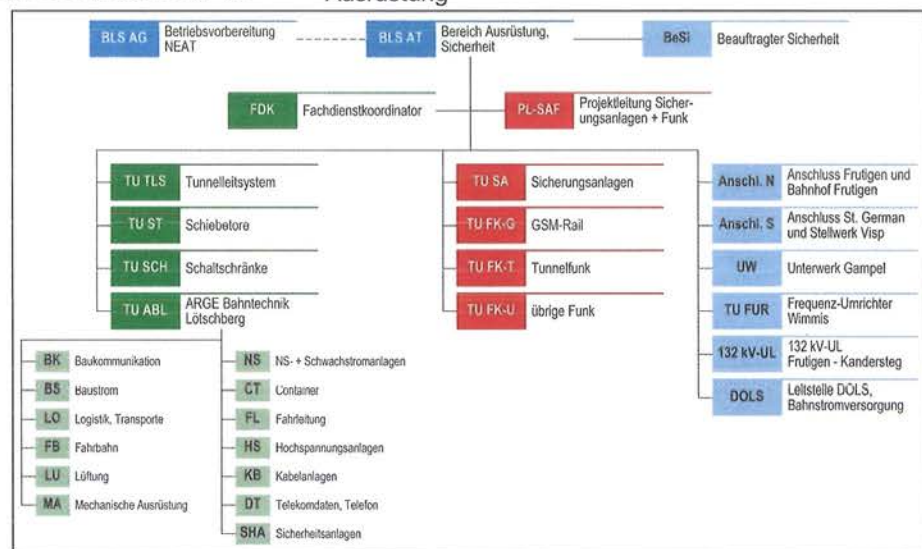 Ausrüstung
BLS AG Betriebsvorbereitung
NEAT
BLS AT Bereich Ausrüstung,
Sicherheit
BeSi Beauftragter Sicherheit
FDK Fachdienstkoordinator
PL-SAF Projektleitung Sicher-
ungsanlagen + Funk
TU TLS Tunnelleitsystem
TU ST Schiebetore
TU SCH Schaltschränke
TU ABL ARGE Bahntechnik
Lötschberg
TU SA Sicherungsanlagen
TU FK-G GSM-Rail
TU FK-T Tunnelfunk
TU FK-U übrige Funk
Anschl. N Anschluss Frutigen und
Bahnhof Frutigen
Anschl. S Anschluss St. German
und Stellwerk Visp
UW Unterwerk Gampel
TU FUR Frequenz-Umrichter
Wimmis
132 kV-UL 132 kV-UL
Frutigen - Kandersteg
DOLS Leitstelle DOLS,
Bahnstromversorgung
BK Baukommunikation
BS Baustrom
LO Logistik, Transporte
FB Fahrbahn
LU Lüftung
MA Mechanische Ausrüstung
NS NS- + Schwachstromanlagen
CT Container
FL Fahrleitung
HS Hochspannungsanlagen
KB Kabelanlagen
DT Telekomdaten, Telefon
SHA Sicherheitsanlagen